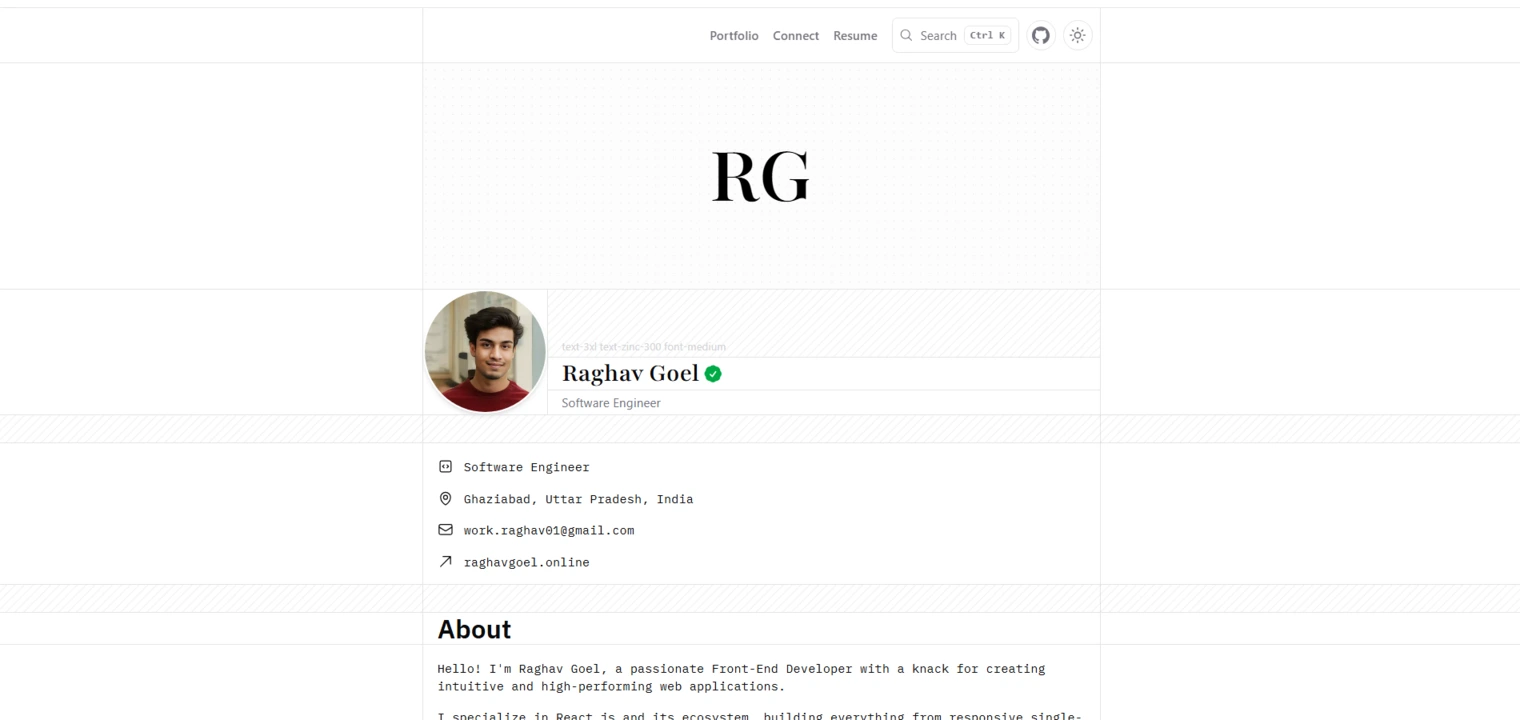 Portfolio Connect Resume Search Ctrl K
RG
text-3xl text-zinc-300 font-medium
Raghav Goel
Software Engineer
Software Engineer
Ghaziabad, Uttar Pradesh, India
work.raghav01@gmail.com
raghavgoel.online
About
Hello! I'm Raghav Goel, a passionate Front-End Developer with a knack for creating
intuitive and high-performing web applications.
I specialize in React.js and its ecosystem, building everything from responsive single-